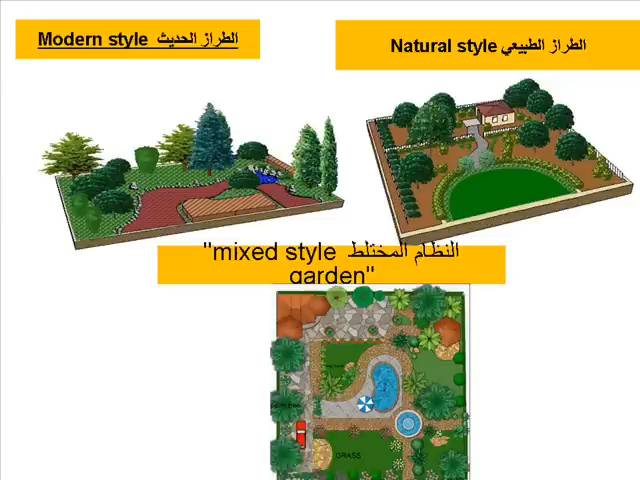 Modern style الطراز الحديث
Natural style الطراز الطبيعي
"mixed style النظام المختلط
garden"
GRASS